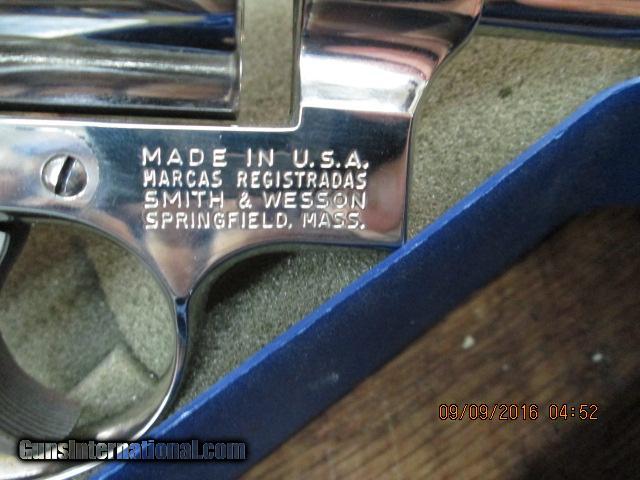 MADE IN U.S.A.
MARCAS REGISTRADAS
SMITH & WESSON
SPRINGFIELD, MASS.
09/09/2016 04:52
GunsInternational.com